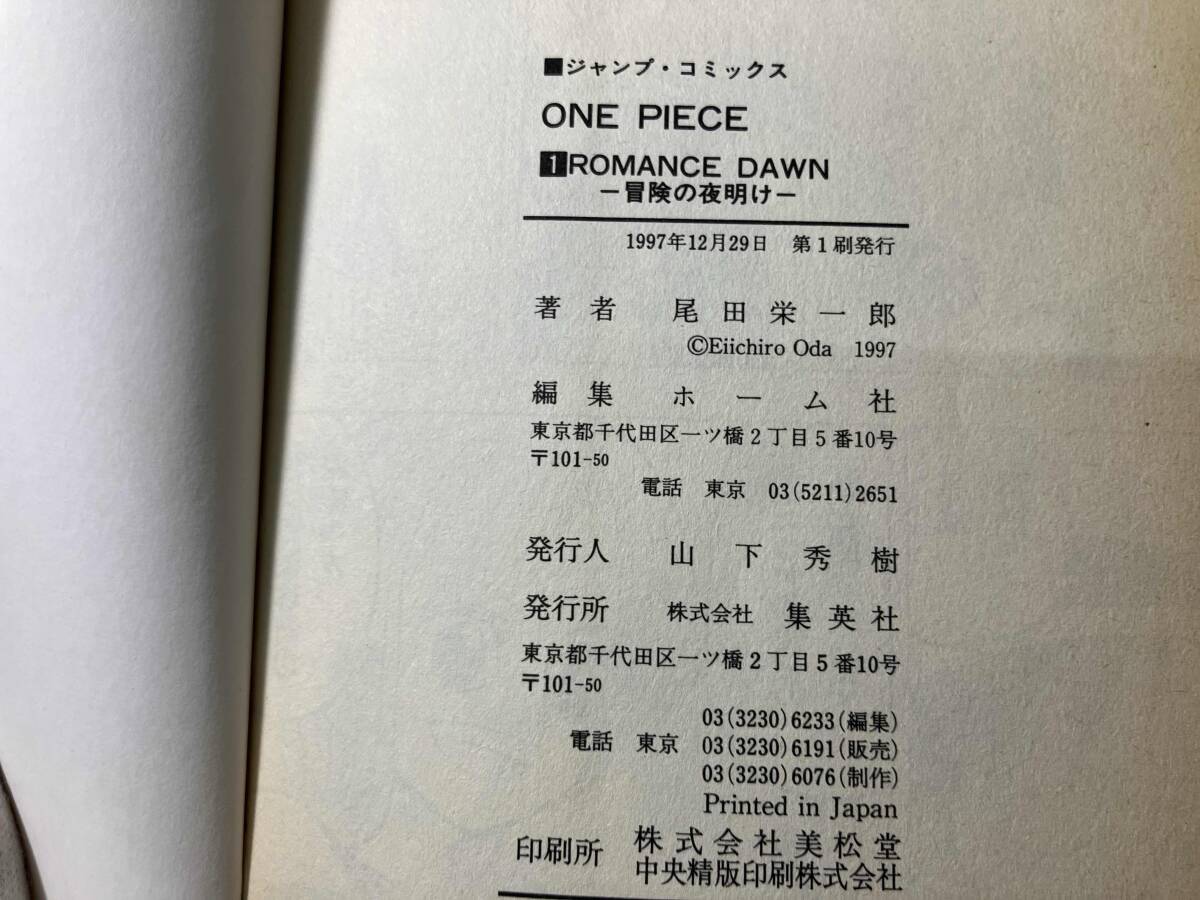 ■ジャンプ・コミックス
ONE PIECE
1 ROMANCE DAWN
―冒険の夜明け―
1997年12月29日 第1刷発行
著者 尾田栄一郎
©Eiichiro Oda 1997
編集 ホーム社
東京都千代田区一ツ橋2丁目5番10号
〒101-50
電話 東京 03(5211)2651
発行人 山下秀樹
発行所 株式会社 集英社
東京都千代田区一ツ橋2丁目5番10号
〒101-50
03(3230)6233(編集)
電話 東京 03(3230)6191(販売)
03(3230)6076(制作)
Printed in Japan
印刷所 株式会社美松堂
中央精版印刷株式会社